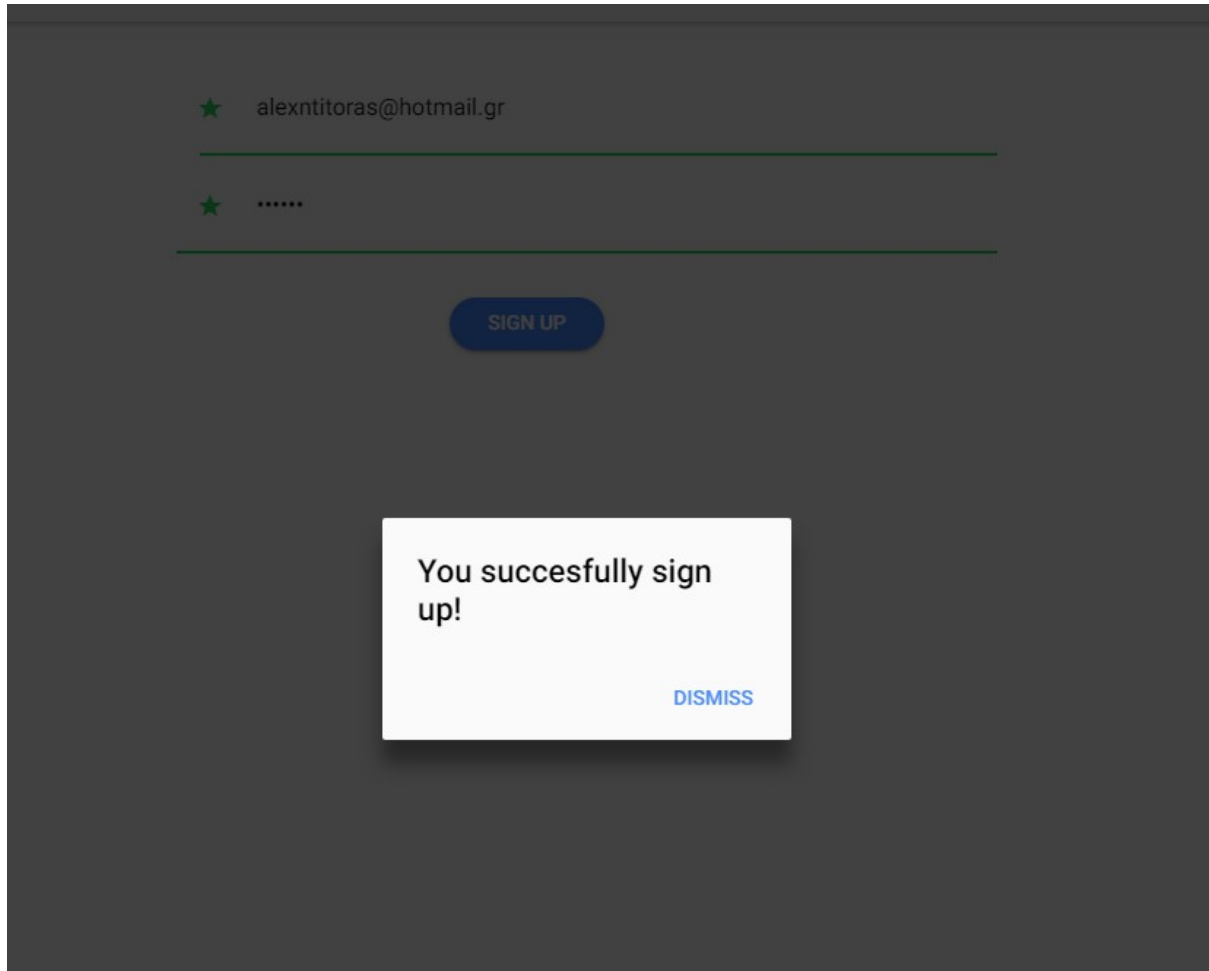 alexntitoras@hotmail.gr
••••••
SIGN UP
You succesfully sign
up!
DISMISS